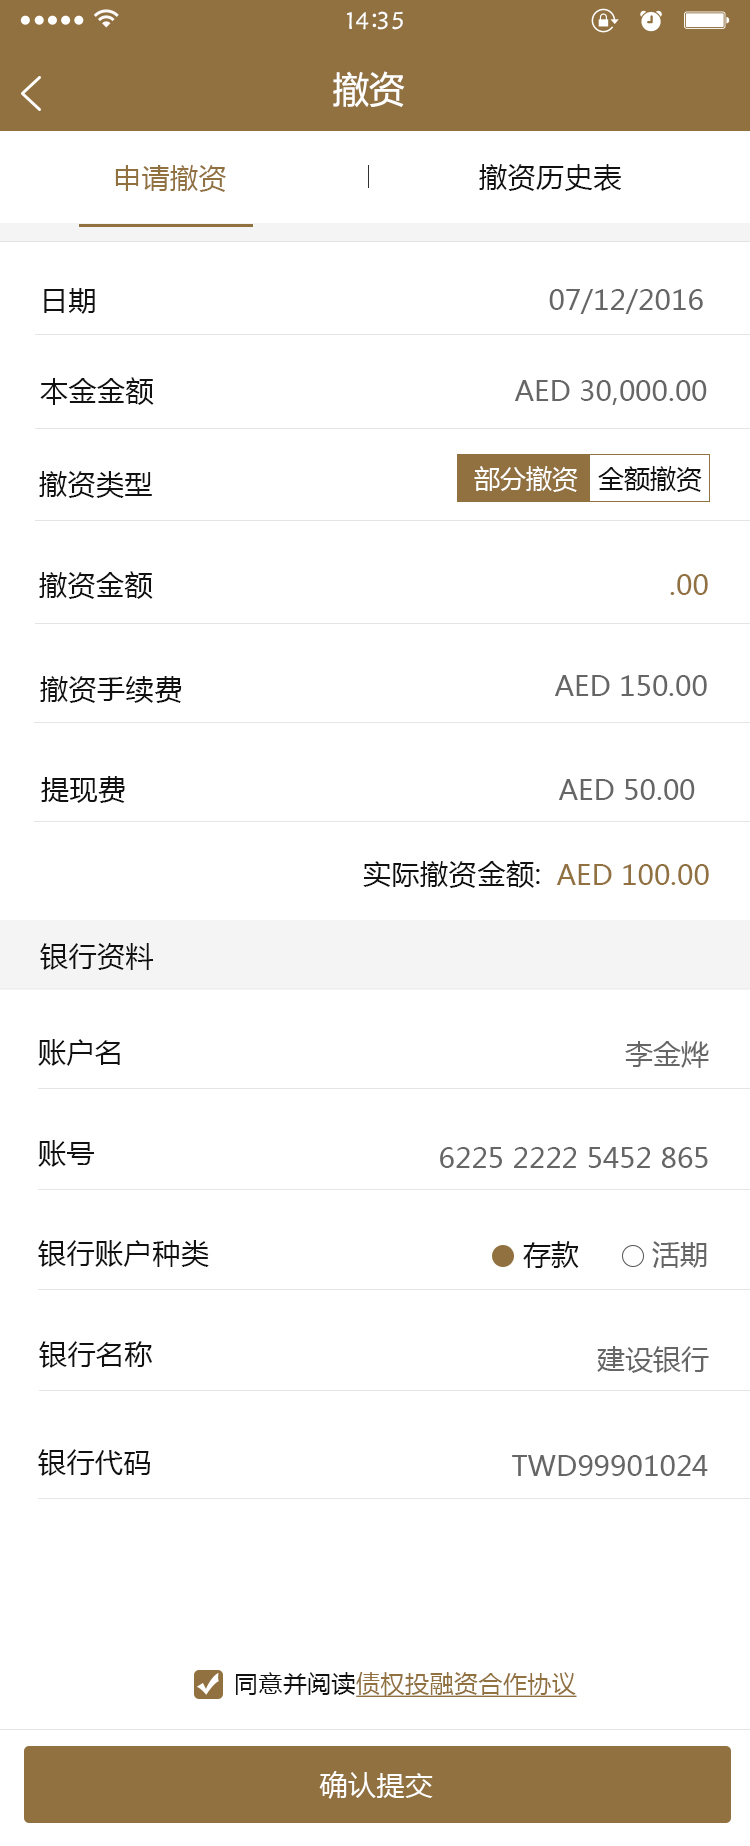 14:35
撤资
申请撤资 撤资历史表
日期 07/12/2016
本金金额 AED 30,000.00
撤资类型 部分撤资 全额撤资
撤资金额 .00
撤资手续费 AED 150.00
提现费 AED 50.00
实际撤资金额: AED 100.00
银行资料
账户名 李金烨
账号 6225 2222 5452 865
银行账户种类 存款 活期
银行名称 建设银行
银行代码 TWD99901024
同意并阅读债权投融资合作协议
确认提交